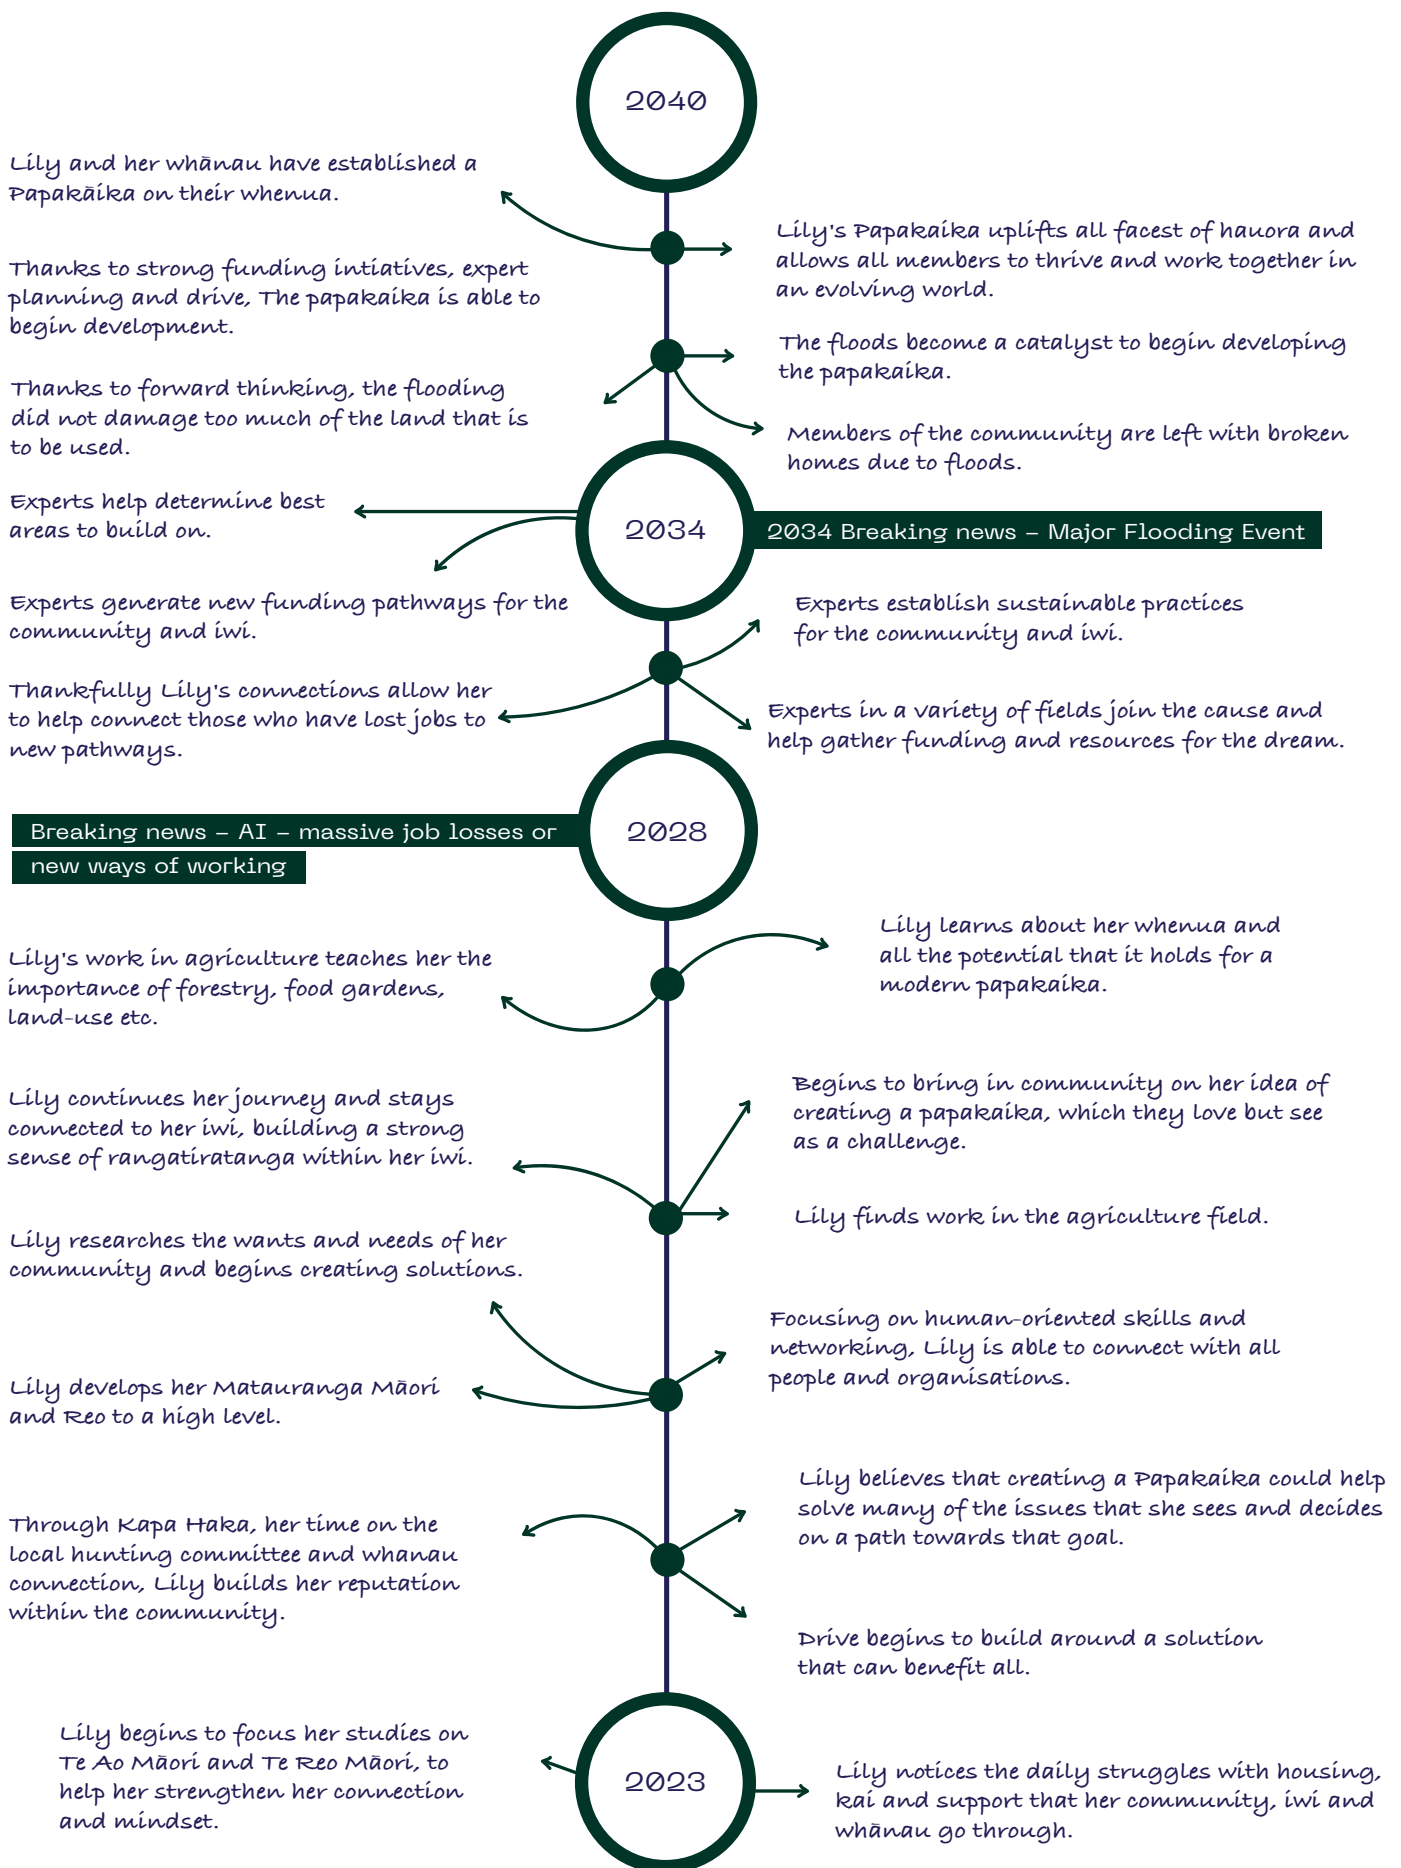 2040
Lily and her whānau have established a
Papakāika on their whenua.
Lily's Papakaika uplifts all facest of hauora and
allows all members to thrive and work together in
an evolving world.
Thanks to strong funding intiatives, expert
planning and drive, The papakaika is able to
begin development.
The floods become a catalyst to begin developing
the papakaika.
Thanks to forward thinking, the flooding
did not damage too much of the land that is
to be used.
Members of the community are left with broken
homes due to floods.
Experts help determine best
areas to build on.
2034
2034 Breaking news – Major Flooding Event
Experts generate new funding pathways for the
community and iwi.
Experts establish sustainable practices
for the community and iwi.
Thankfully Lily's connections allow her
to help connect those who have lost jobs to
new pathways.
Experts in a variety of fields join the cause and
help gather funding and resources for the dream.
Breaking news – AI – massive job losses or
new ways of working
2028
Lily learns about her whenua and
all the potential that it holds for a
modern papakaika.
Lily's work in agriculture teaches her the
importance of forestry, food gardens,
land-use etc.
Begins to bring in community on her idea of
creating a papakaika, which they love but see
as a challenge.
Lily continues her journey and stays
connected to her iwi, building a strong
sense of rangatiratanga within her iwi.
Lily finds work in the agriculture field.
Lily researches the wants and needs of her
community and begins creating solutions.
Focusing on human-oriented skills and
networking, Lily is able to connect with all
people and organisations.
Lily develops her Matauranga Māori
and Reo to a high level.
Lily believes that creating a Papakaika could help
solve many of the issues that she sees and decides
on a path towards that goal.
Through Kapa Haka, her time on the
local hunting committee and whanau
connection, Lily builds her reputation
within the community.
Drive begins to build around a solution
that can benefit all.
Lily begins to focus her studies on
Te Ao Māori and Te Reo Māori, to
help her strengthen her connection
and mindset.
2023
Lily notices the daily struggles with housing,
kai and support that her community, iwi and
whānau go through.